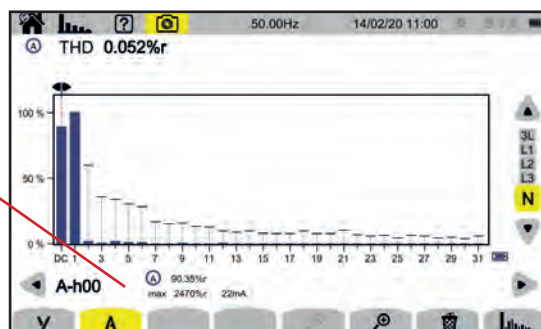 ? 50.00Hz 14/02/20 11:00
A THD 0.052%r
100 %
50 %
0 %
DC 1 3 5 7 9 11 13 15 17 19 21 23 25 27 29 31
3L
L1
L2
L3
N
A-h00
A 90.35%r
max 2470%r 22mA
V A